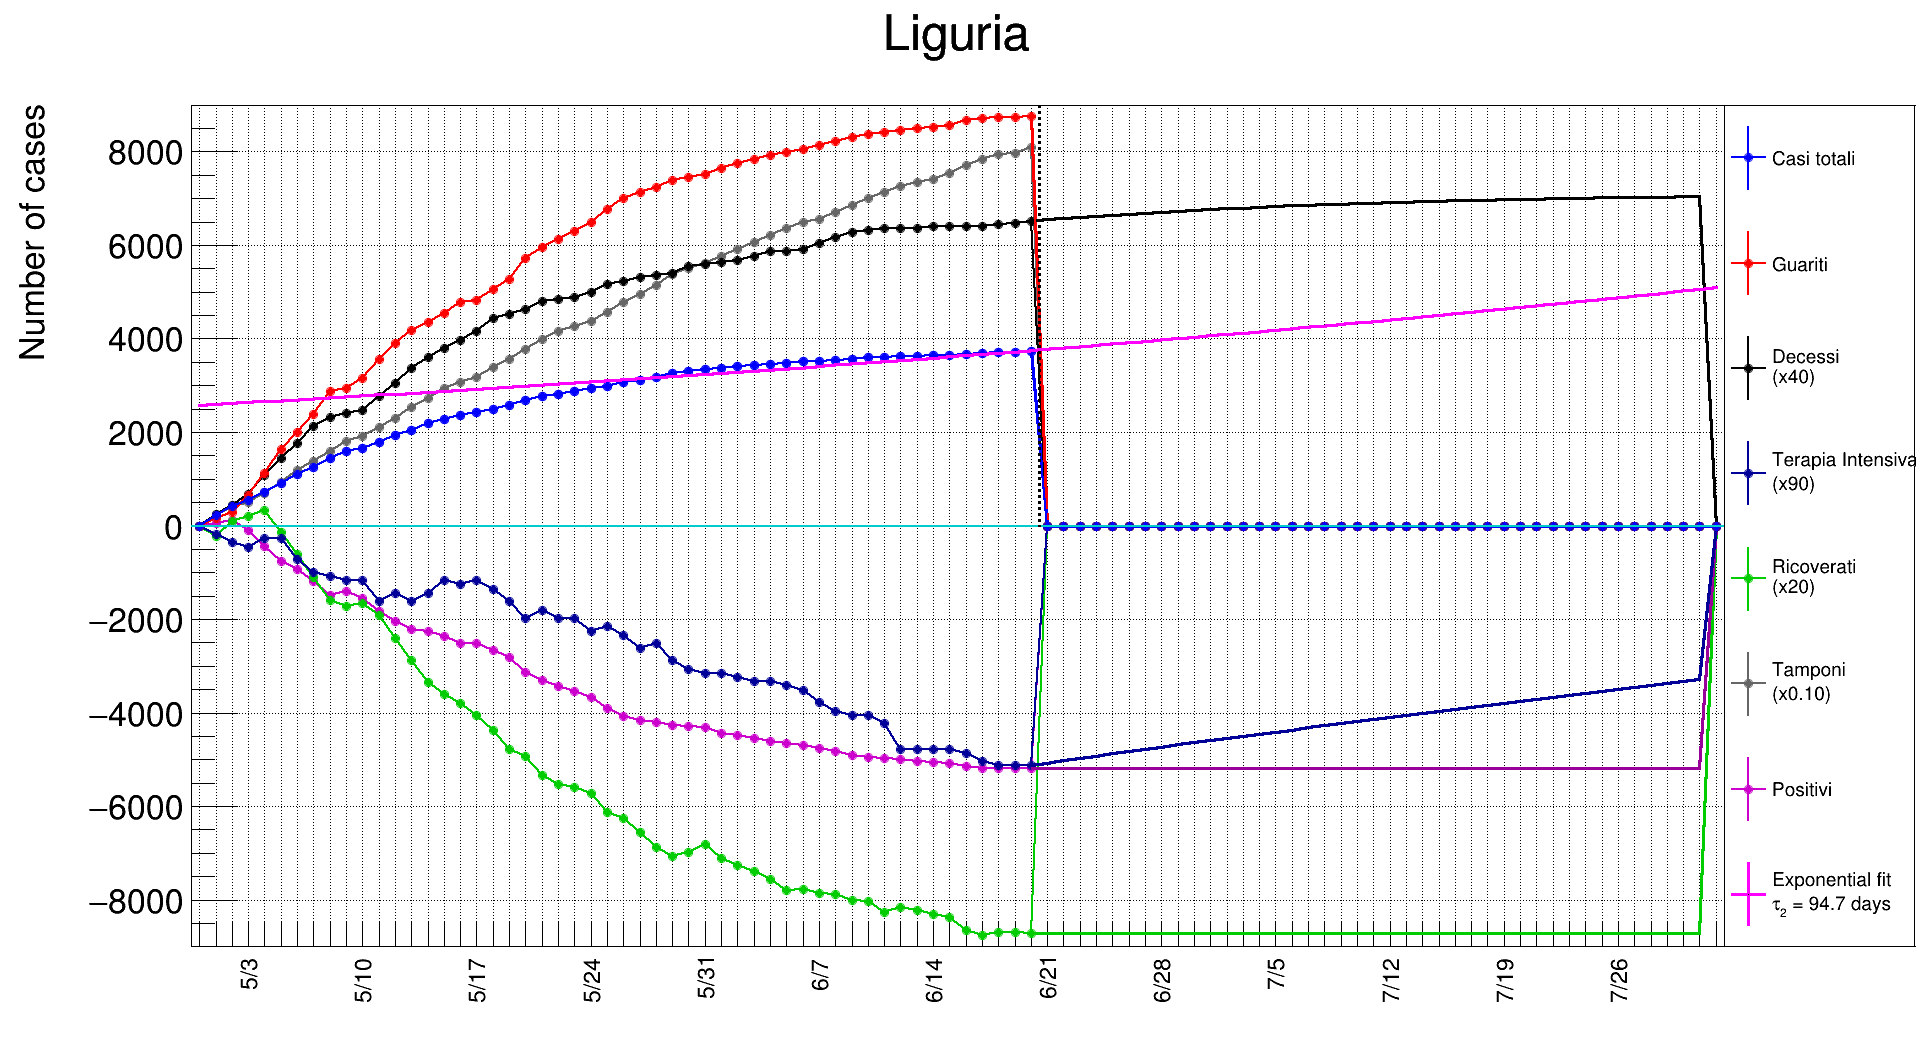 Liguria
Number of cases
8000
6000
4000
2000
0
−2000
−4000
−6000
−8000
5/3
5/10
5/17
5/24
5/31
6/7
6/14
6/21
6/28
7/5
7/12
7/19
7/26
Casi totali
Guariti
Decessi
(x40)
Terapia Intensiva
(x90)
Ricoverati
(x20)
Tamponi
(x0.10)
Positivi
Exponential fit
τ2 = 94.7 days